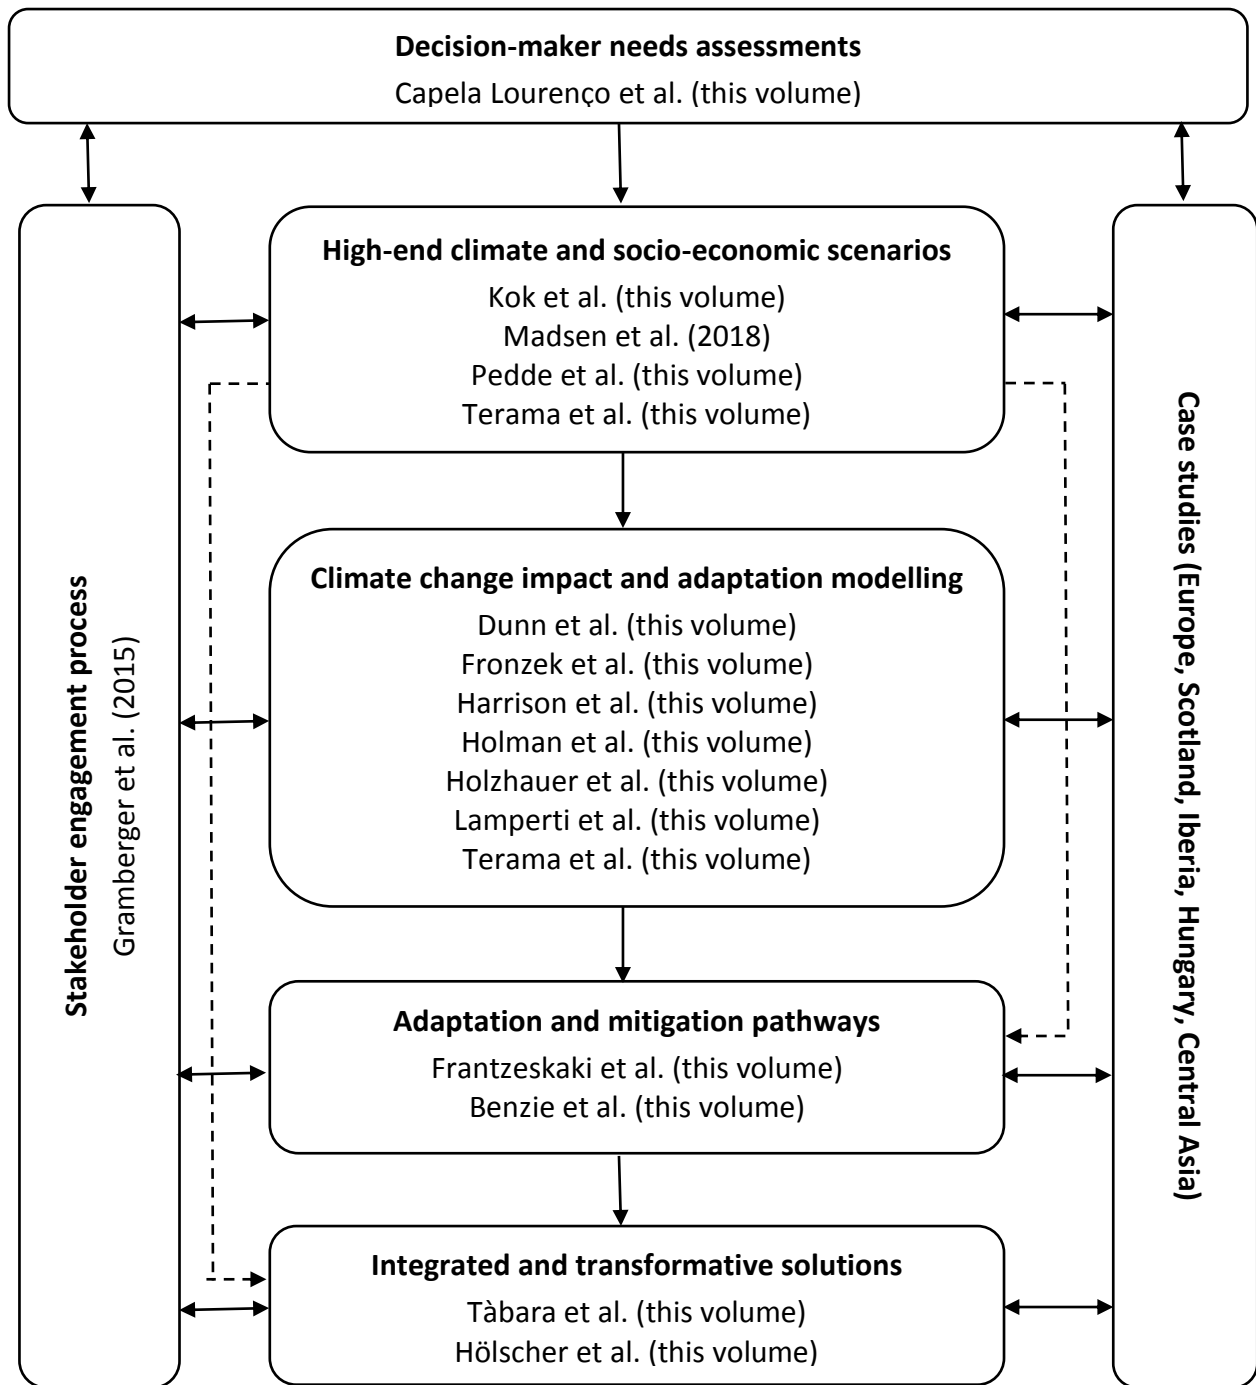 Decision-maker needs assessments
Capela Lourenço et al. (this volume)
Stakeholder engagement process
Gramberger et al. (2015)
High-end climate and socio-economic scenarios
Kok et al. (this volume)
Madsen et al. (2018)
Pedde et al. (this volume)
Terama et al. (this volume)
Climate change impact and adaptation modelling
Dunn et al. (this volume)
Fronzek et al. (this volume)
Harrison et al. (this volume)
Holman et al. (this volume)
Holzhauer et al. (this volume)
Lamperti et al. (this volume)
Terama et al. (this volume)
Adaptation and mitigation pathways
Frantzeskaki et al. (this volume)
Benzie et al. (this volume)
Integrated and transformative solutions
Tàbara et al. (this volume)
Hölscher et al. (this volume)
Case studies (Europe, Scotland, Iberia, Hungary, Central Asia)